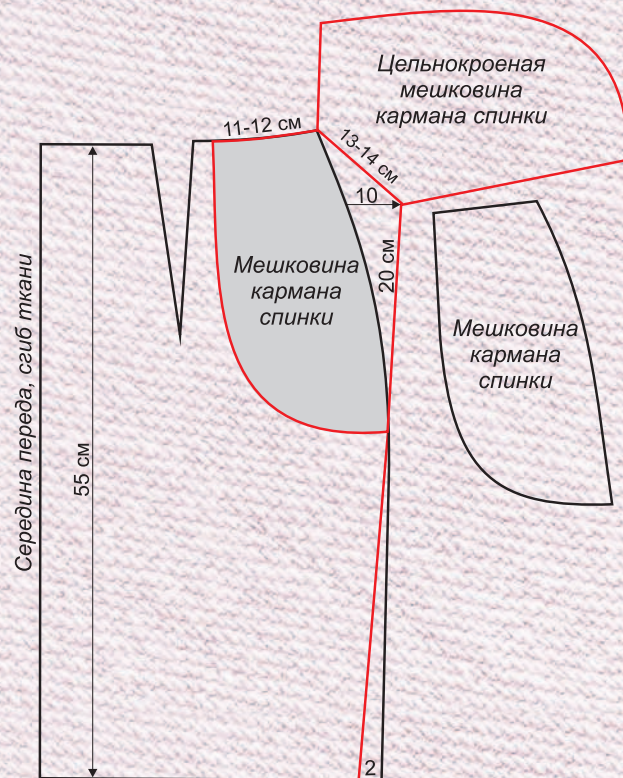 Цельнокроеная
мешковина
кармана спинки
11-12 см
13-14 см
10
20 см
Мешковина
кармана
спинки
Мешковина
кармана
спинки
Середина переда, сгиб ткани
55 см
2